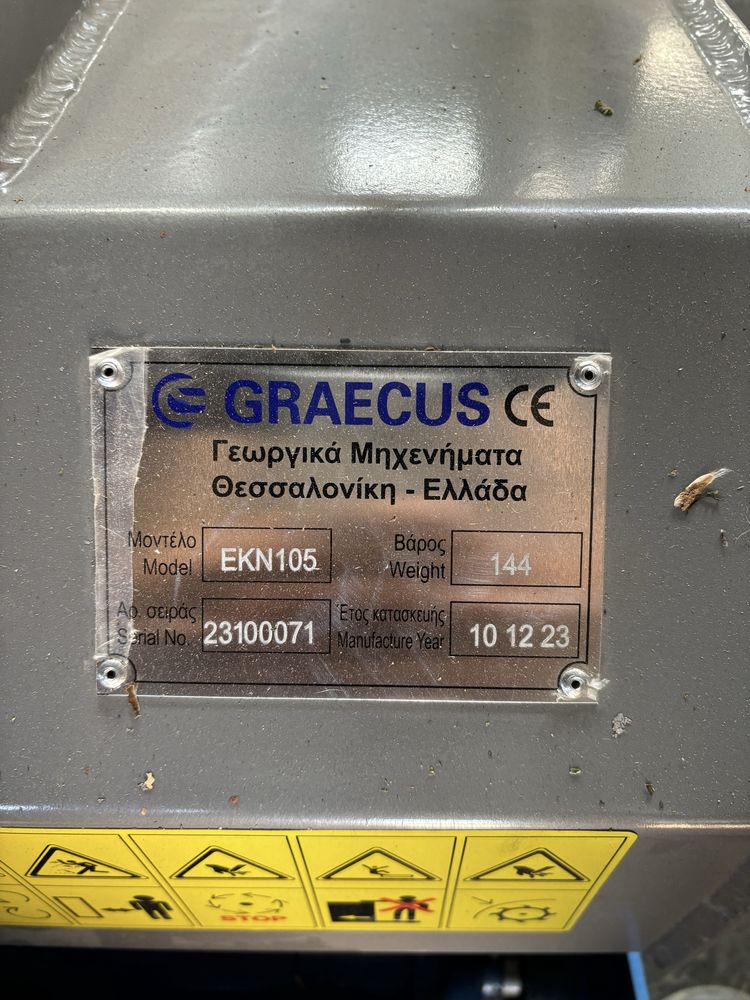 GRAECUS CE
Γεωργικά Μηχενήματα
Θεσσαλονίκη - Ελλάδα
Μοντέλο
Model EKN105
Βάρος
Weight 144
Αρ. σειράς
Serial No. 23100071
Έτος κατασκευής
Manufacture Year 10 12 23
STOP